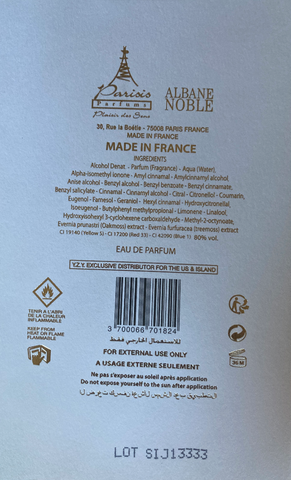 Parisis
Parfums
Plaisir des Sens
ALBANE
NOBLE
30, Rue la Boëtie - 75008 PARIS FRANCE
MADE IN FRANCE
MADE IN FRANCE
INGREDIENTS
Alcohol Denat. - Parfum (Fragrance) - Aqua (Water),
Alpha-isomethyl ionone - Amyl cinnamal - Amylcinnamyl alcohol,
Anise alcohol - Benzyl alcohol - Benzyl benzoate - Benzyl cinnamate,
Benzyl salicylate - Cinnamal - Cinnamyl alcohol - Citral - Citronellol - Coumarin,
Eugenol - Farnesol - Geraniol - Hexyl cinnamal - Hydroxycitronellal,
Isoeugenol - Butylphenyl methylpropional - Limonene - Linalool,
Hydroxyisohexyl 3-cyclohexene carboxaldehyde - Methyl-2-octynoate,
Evernia prunastri (Oakmoss) extract - Evernia furfuracea (treemoss) extract
CI 19140 (Yellow 5) - CI 17200 (Red 33) - CI 42090 (Blue 1) 80% vol.
EAU DE PARFUM
Y.Z.Y. EXCLUSIVE DISTRIBUTOR FOR THE US & ISLAND
TENIR A L'ABRI
DE LA CHALEUR
INFLAMMABLE
KEEP FROM
HEAT OR FLAME
FLAMMABLE
3 700066 701824
36 M
للاستعمال الخارجي فقط
FOR EXTERNAL USE ONLY
A USAGE EXTERNE SEULEMENT
Ne pas s'exposer au soleil après application
Do not expose yourself to the sun after application
LOT SIJ13333